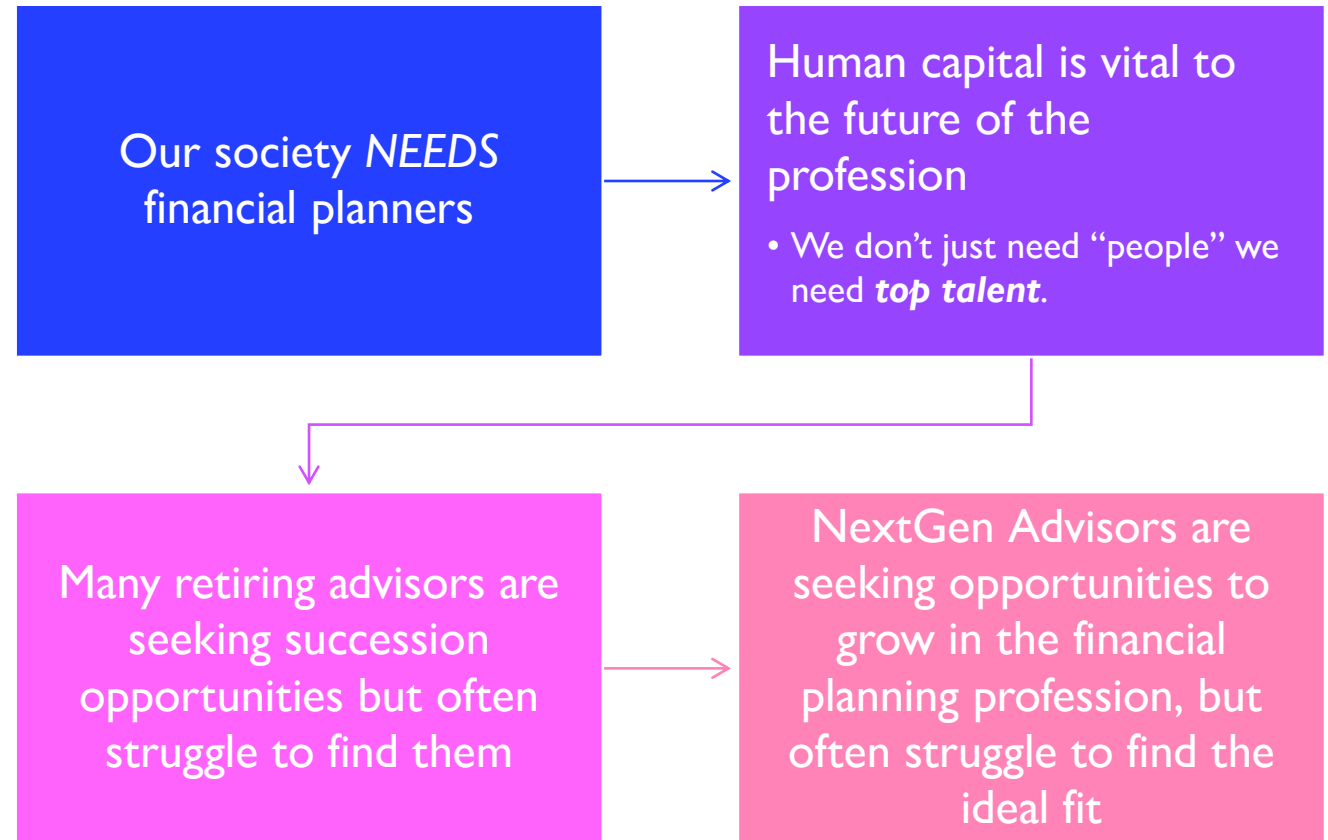 Our society NEEDS
financial planners
Human capital is vital to
the future of the
profession
• We don’t just need “people” we
need top talent.
Many retiring advisors are
seeking succession
opportunities but often
struggle to find them
NextGen Advisors are
seeking opportunities to
grow in the financial
planning profession, but
often struggle to find the
ideal fit